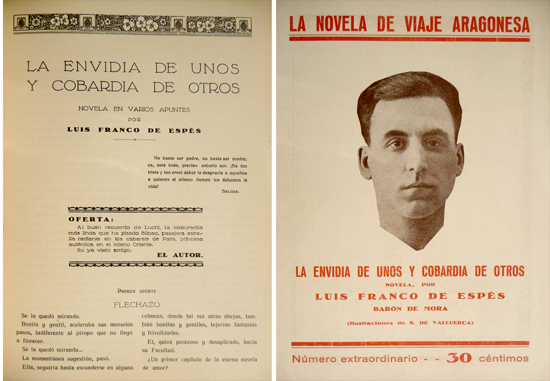 LA ENVIDIA DE UNOS
Y COBARDIA DE OTROS
NOVELA EN VARIOS APUNTES
POR
LUIS FRANCO DE ESPÉS
No basta ser padre, no basta ser madre;
es, ante todo, preciso saberlo ser. ¡Es tan
triste y tan cruel deber la desgracia a aquellos
a quienes al mismo tiempo les debemos la
vida!
OFERTA:
Al buen recuerdo de Luchi, la costurerilla
más linda que ha pisado Bilbao, pasajera estre-
lla radiante en los cabarets de París, princesa
auténtica en el lejano Oriente.
Su ya viejo amigo.
EL AUTOR.
PRIMER APUNTE
FLECHAZO
Se la quedó mirando.
Bonita y gentil, aceleraba sus menudos
pasos, indiferente al piropo que no llegó
a florecer.
Se la quedó mirando...
La momentánea sugestión, pasó.
Ella, seguiría hasta esconderse en alguna
colmena, donde tal vez otras abejas, tam-
bién bonitas y gentiles, tejerían fantasías
y frivolidades.
El, quizá perezoso y desaplicado, hacia
su Facultad.
¿Un primer capítulo de la eterna novela
de amor?
LA NOVELA DE VIAJE ARAGONESA
LA ENVIDIA DE UNOS Y COBARDIA DE OTROS
NOVELA, POR
LUIS FRANCO DE ESPÉS
BARÓN DE MORA
(Ilustraciones de S. DE VALLUERCA)
Número extraordinario - - 30 céntimos